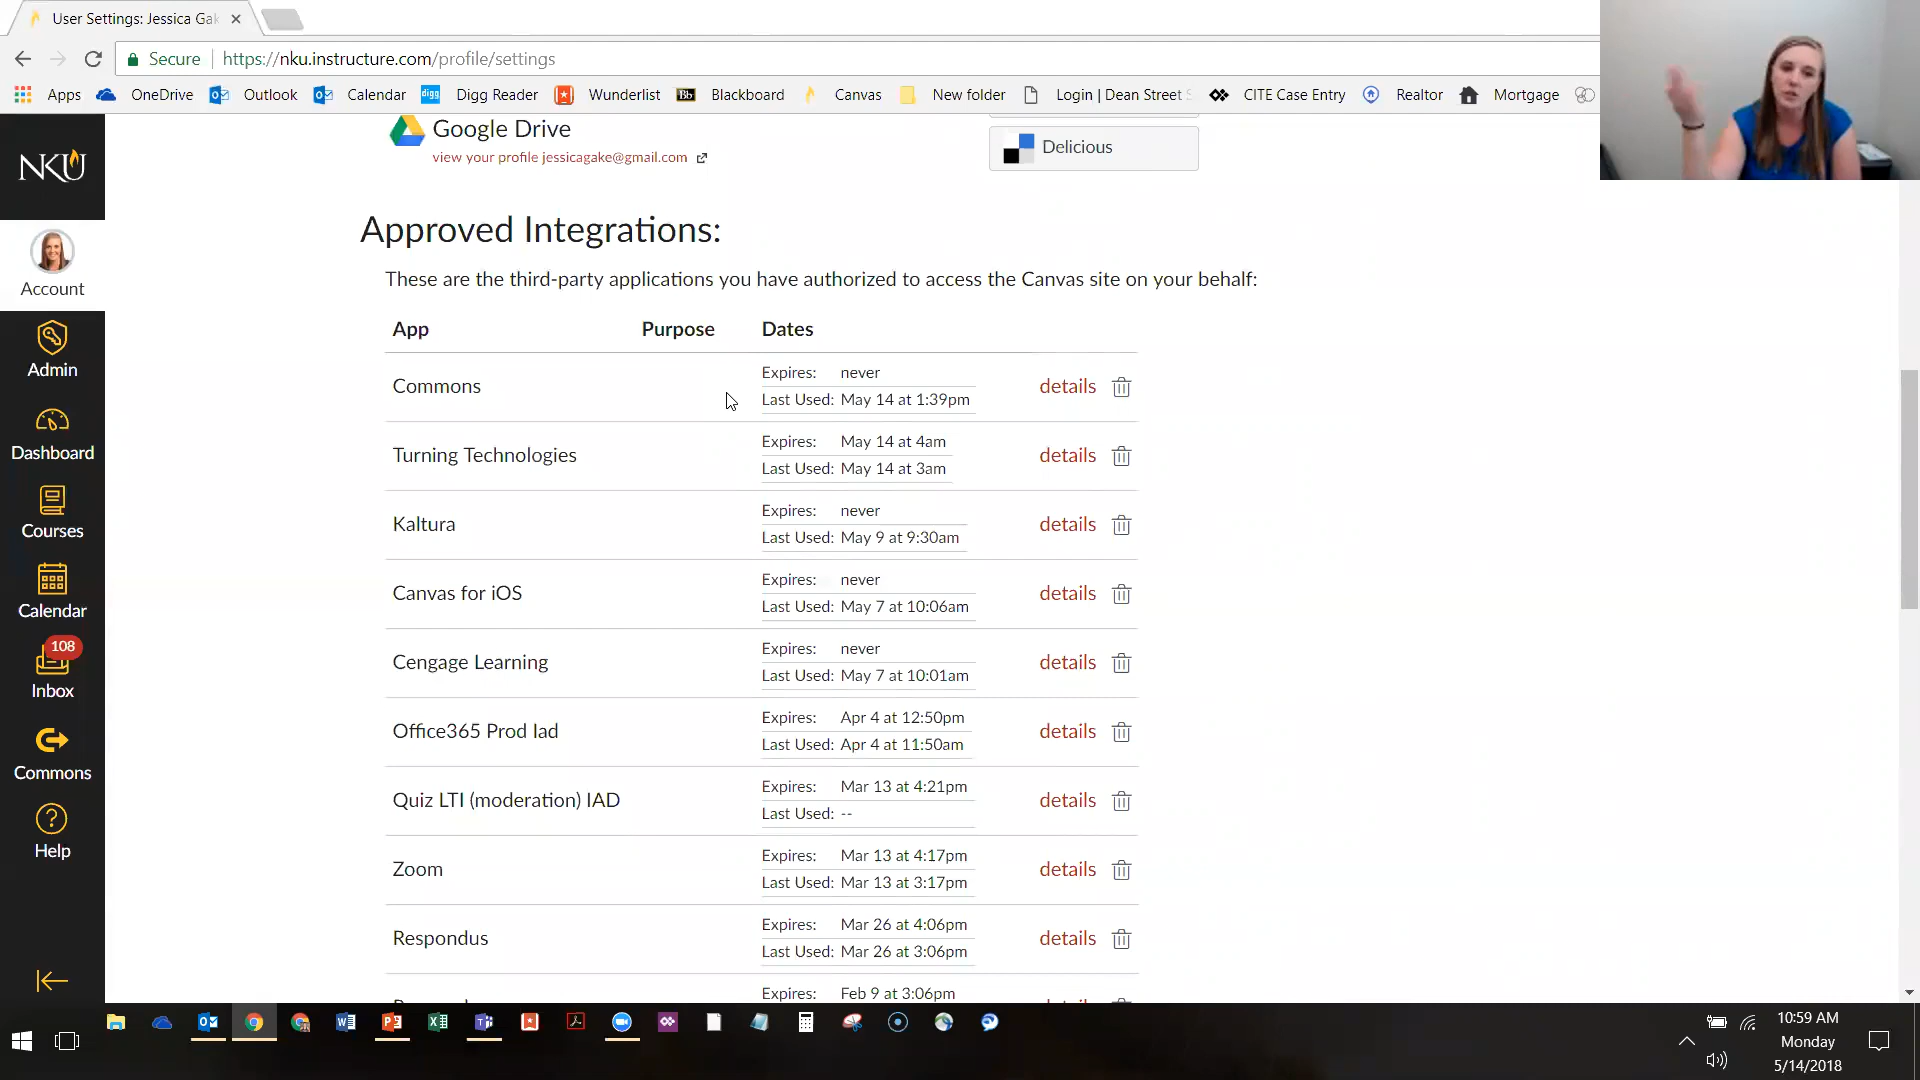 User Settings: Jessica Gak
Secure
https://nku.instructure.com/profile/settings
Apps
OneDrive
Outlook
Calendar
digg
Digg Reader
Wunderlist
Bb
Blackboard
Canvas
New folder
Login | Dean Street S
CITE Case Entry
Realtor
Mortgage
NKU
Account
Admin
Dashboard
Courses
Calendar
108
Inbox
Commons
Help
Google Drive
view your profile jessicagake@gmail.com
Delicious
Approved Integrations:
These are the third-party applications you have authorized to access the Canvas site on your behalf:
App Purpose Dates
Commons
Expires: never
Last Used: May 14 at 1:39pm
details
Turning Technologies
Expires: May 14 at 4am
Last Used: May 14 at 3am
details
Kaltura
Expires: never
Last Used: May 9 at 9:30am
details
Canvas for iOS
Expires: never
Last Used: May 7 at 10:06am
details
Cengage Learning
Expires: never
Last Used: May 7 at 10:01am
details
Office365 Prod Iad
Expires: Apr 4 at 12:50pm
Last Used: Apr 4 at 11:50am
details
Quiz LTI (moderation) IAD
Expires: Mar 13 at 4:21pm
Last Used: --
details
Zoom
Expires: Mar 13 at 4:17pm
Last Used: Mar 13 at 3:17pm
details
Respondus
Expires: Mar 26 at 4:06pm
Last Used: Mar 26 at 3:06pm
details
Expires: Feb 9 at 3:06pm
10:59 AM
Monday
5/14/2018